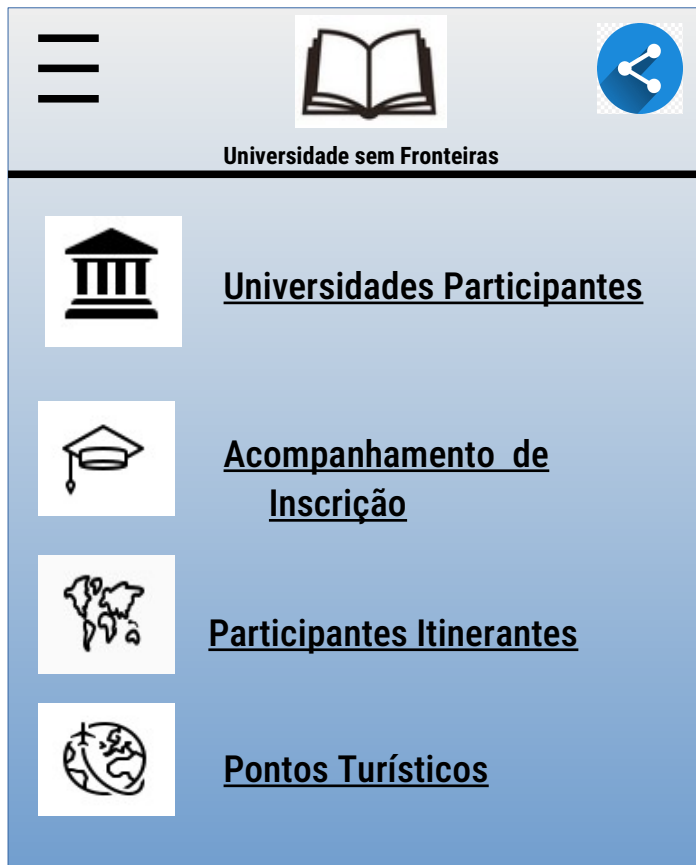 Universidade sem Fronteiras
Universidades Participantes
Acompanhamento de
Inscrição
Participantes Itinerantes
Pontos Turísticos